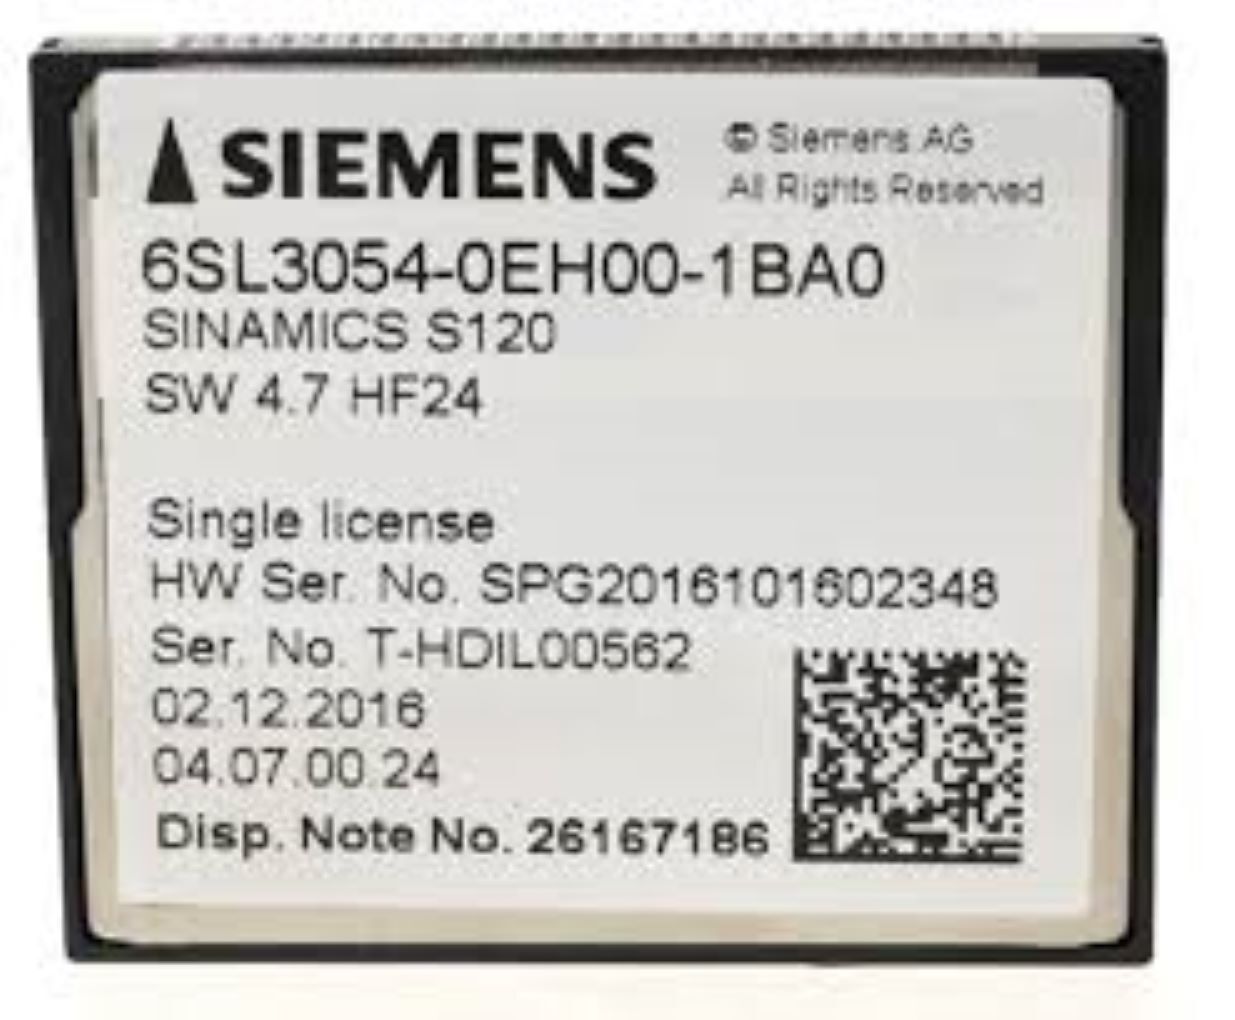 SIEMENS
© Siemens AG
All Rights Reserved
6SL3054-0EH00-1BA0
SINAMICS S120
SW 4.7 HF24
Single license
HW Ser. No. SPG2016101602348
Ser. No. T-HDIL00562
02.12.2016
04.07.00.24
Disp. Note No. 26167186